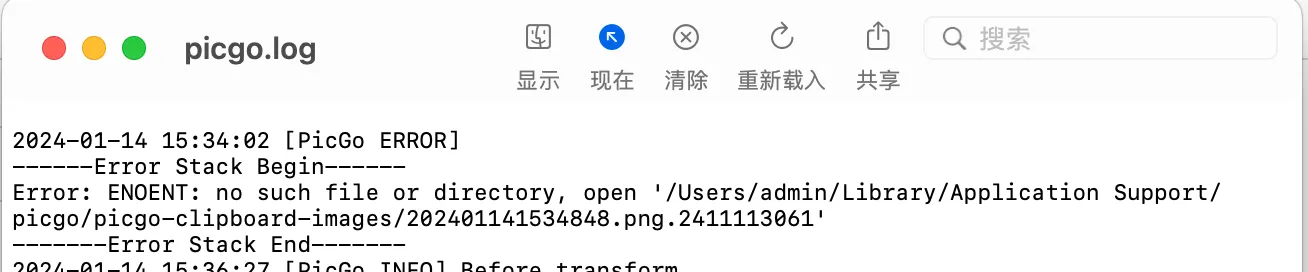 picgo.log
搜索
显示 现在 清除 重新载入 共享
2024-01-14 15:34:02 [PicGo ERROR]
------Error Stack Begin------
Error: ENOENT: no such file or directory, open '/Users/admin/Library/Application Support/
picgo/picgo-clipboard-images/202401141534848.png.2411113061'
-------Error Stack End-------
2024-01-14 15:36:27 [PicGo INFO] Before transform